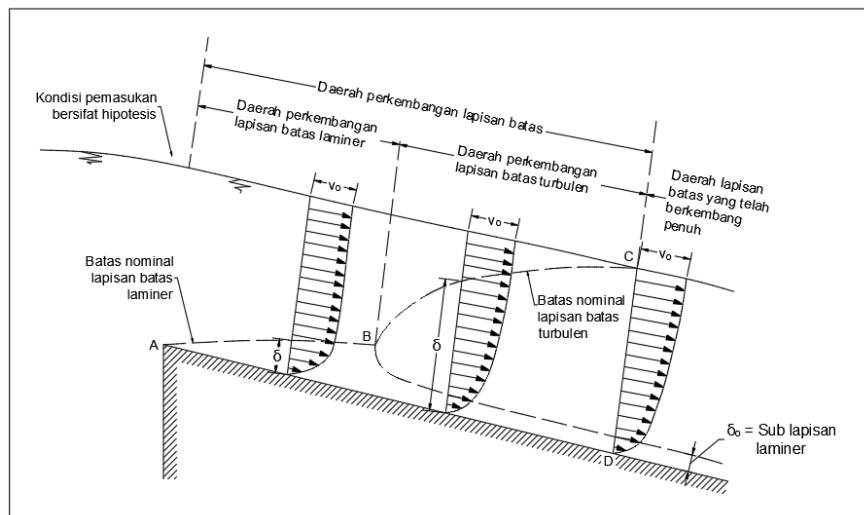 Daerah perkembangan lapisan batas
Kondisi pemasukan
bersifat hipotesis
Daerah perkembangan
lapisan batas laminer
Daerah perkembangan
lapisan batas turbulen
Daerah lapisan
batas yang telah
berkembang
penuh
v₀
v₀
v₀
C
Batas nominal
lapisan batas
laminer
Batas nominal
lapisan batas
turbulen
A
B
δ
δ
D
δ₀ = Sub lapisan
laminer